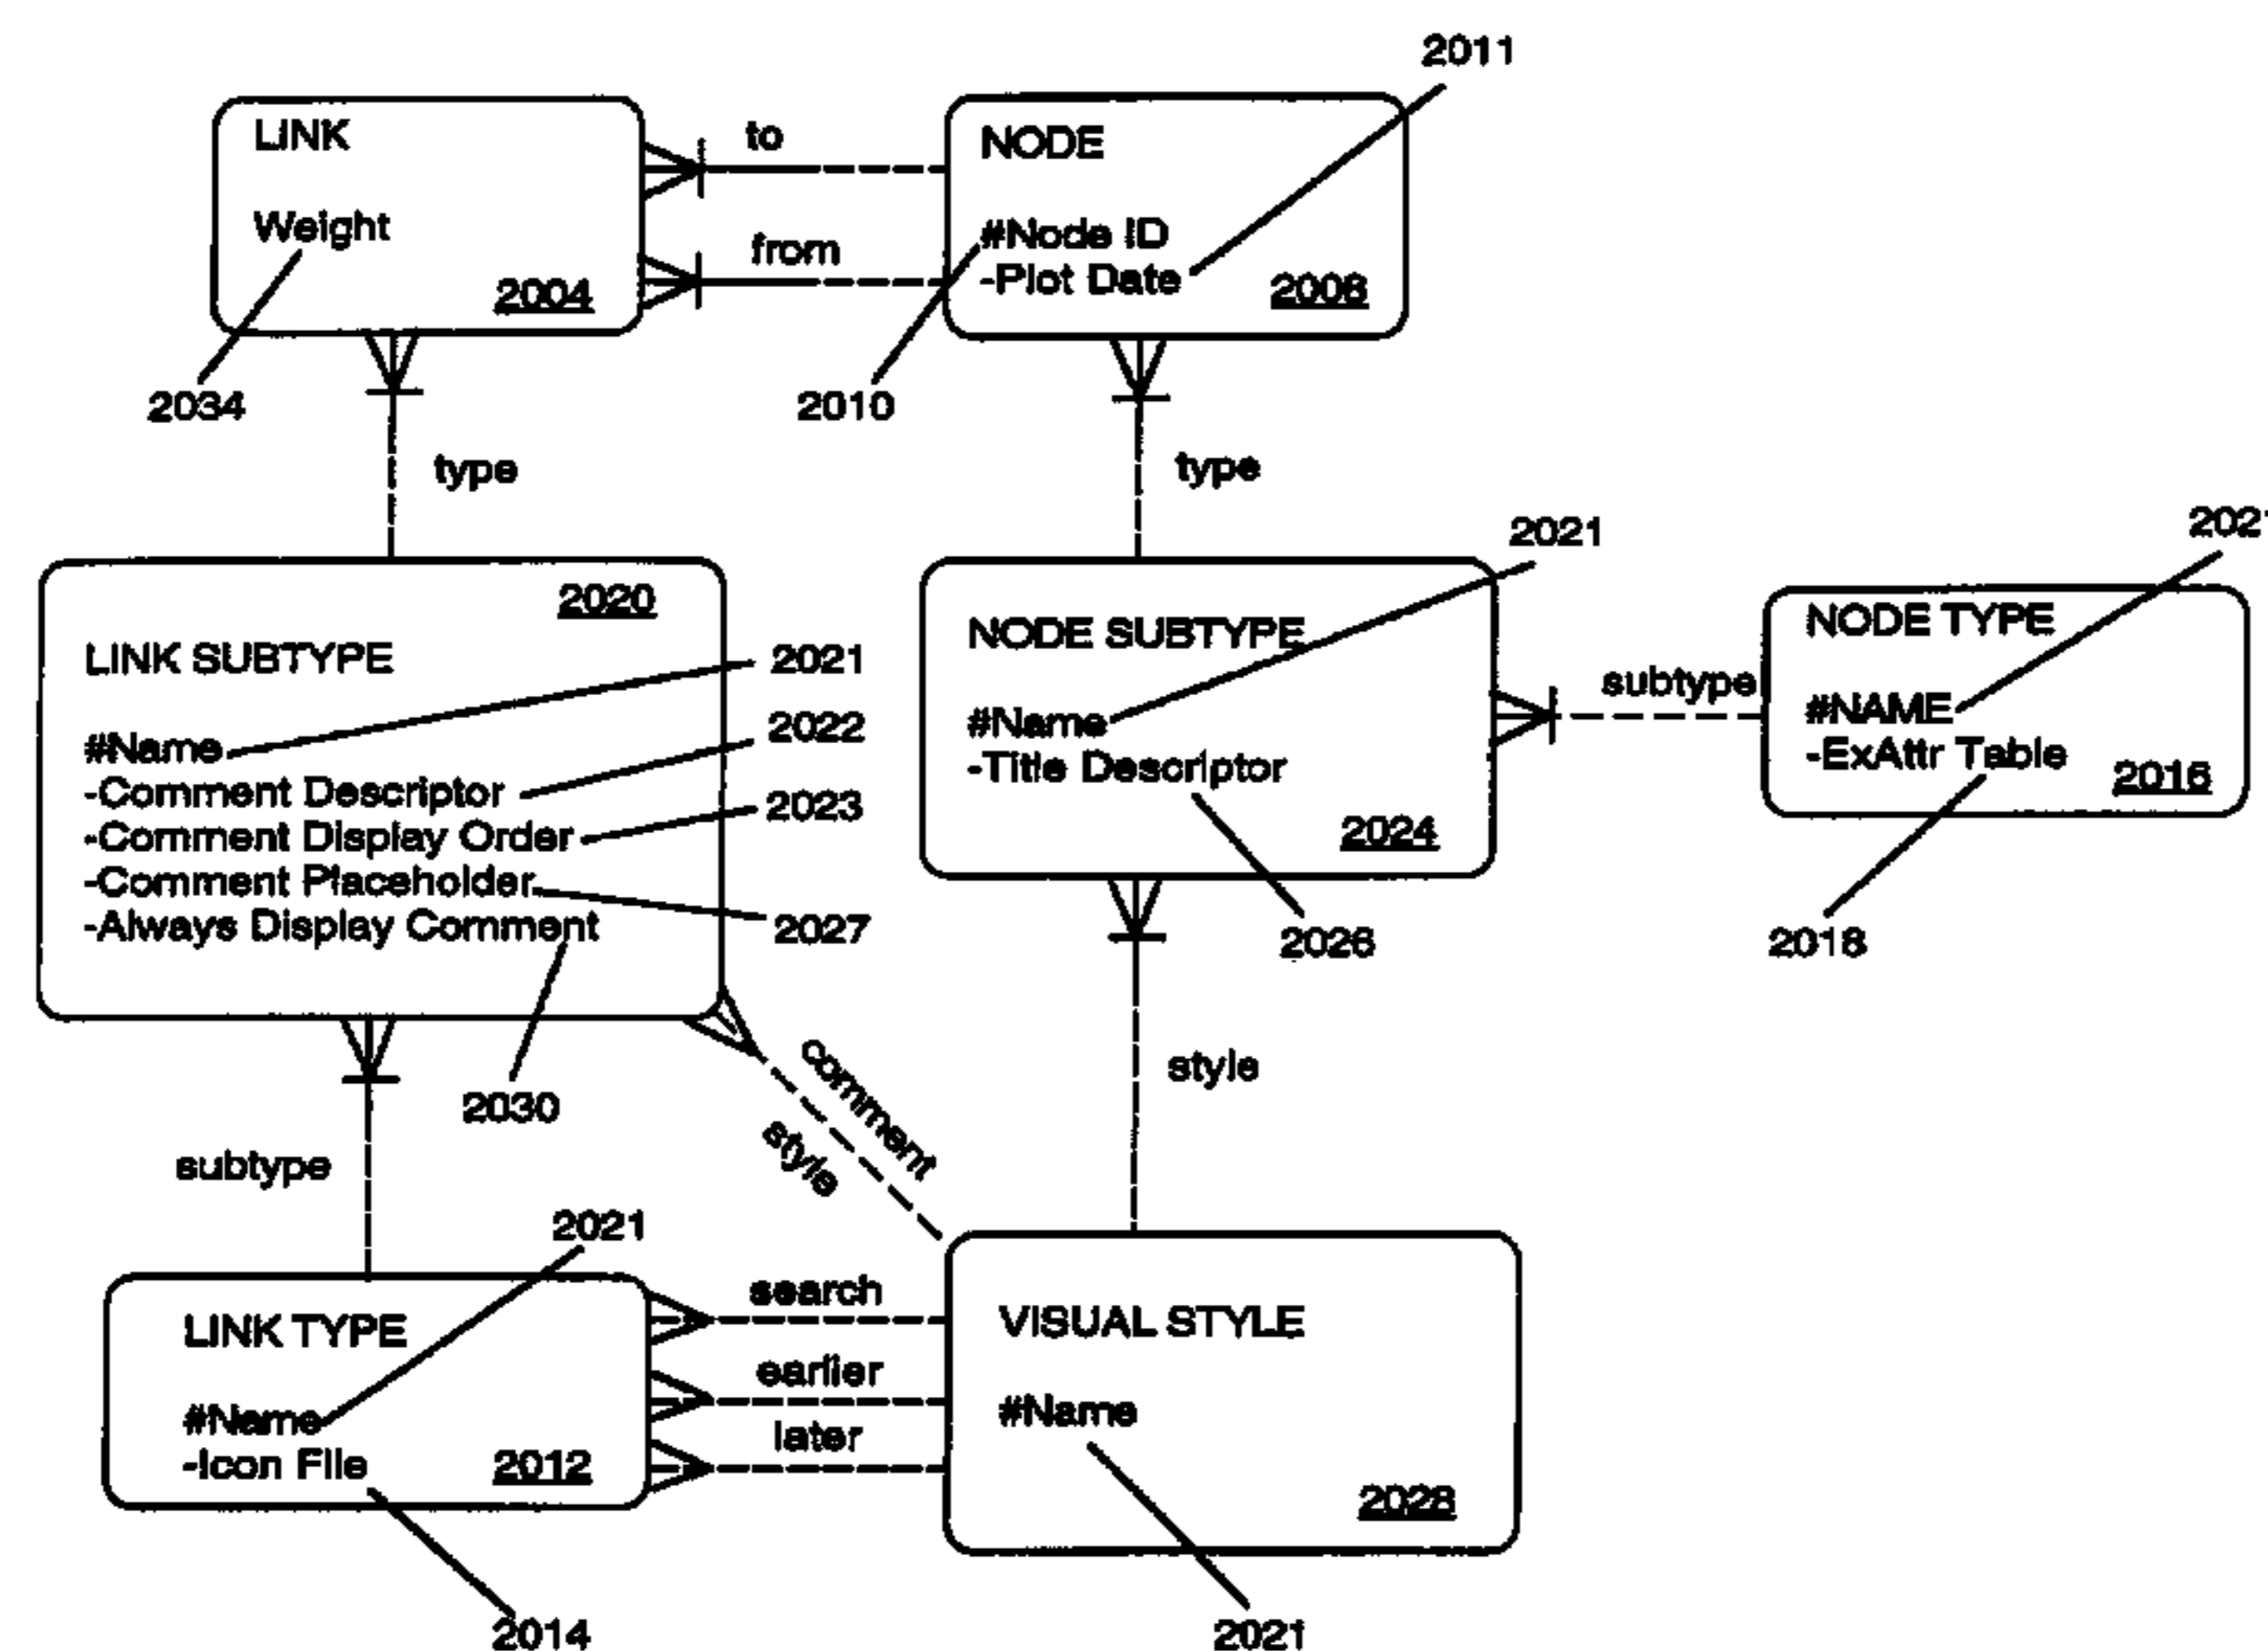 2011
LINK
to
NODE
Weight
#Node ID
from
-Plot Date
2004
2008
2034
2010
type
type
2021
2021
2020
NODE TYPE
NODE SUBTYPE
LINK SUBTYPE
2021
subtype
#NAME
#Name
2022
#Name
-ExAttr Table
-Title Descriptor
2016
-Comment Descriptor
2023
-Comment Display Order
2024
-Comment Placeholder
-Always Display Comment
2027
2026
2018
comment
style
style
2030
subtype
2021
search
LINK TYPE
VISUAL STYLE
earlier
#Name
#Name
later
-Icon File
2012
2028
2014
2021